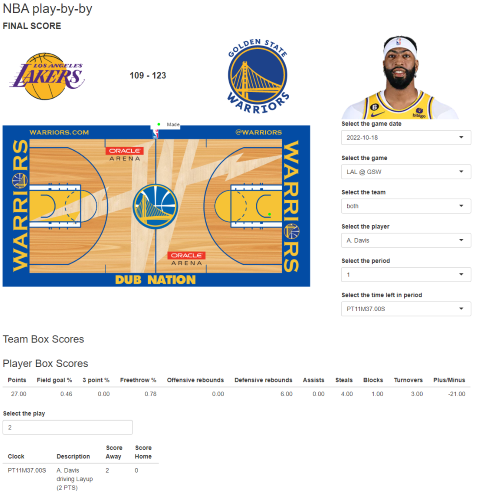 NBA play-by-by
FINAL SCORE
LOS ANGELES
LAKERS
109 - 123
GOLDEN STATE
WARRIORS
6
bibigo
Made
WARRIORS.COM
@WARRIORS
ORACLE
ARENA
WARRIORS
WARRIORS
ORACLE
ARENA
DUB NATION
Select the game date
2022-10-18
Select the game
LAL @ GSW
Select the team
both
Select the player
A. Davis
Select the period
1
Select the time left in period
PT11M37.00S
Team Box Scores
Player Box Scores
Points Field goal % 3 point % Freethrow % Offensive rebounds Defensive rebounds Assists Steals Blocks Turnovers Plus/Minus
27.00 0.46 0.00 0.78 0.00 6.00 0.00 4.00 1.00 3.00 -21.00
Select the play
2
Clock Description Score Away Score Home
PT11M37.00S A. Davis 2 0
driving Layup
(2 PTS)